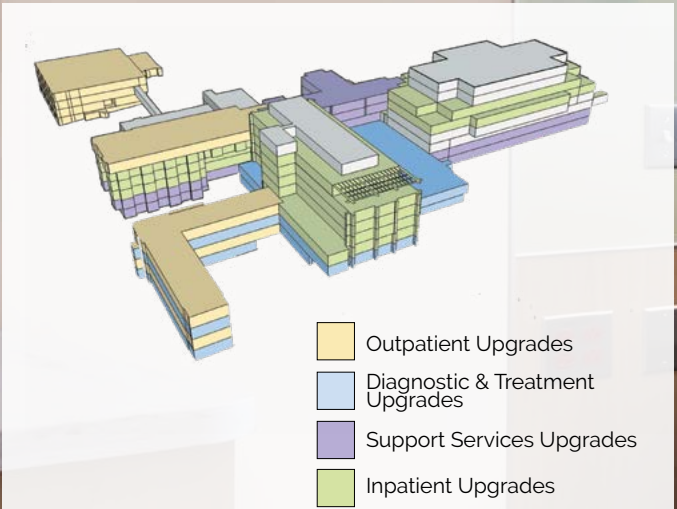 Outpatient Upgrades
Diagnostic & Treatment
Upgrades
Support Services Upgrades
Inpatient Upgrades